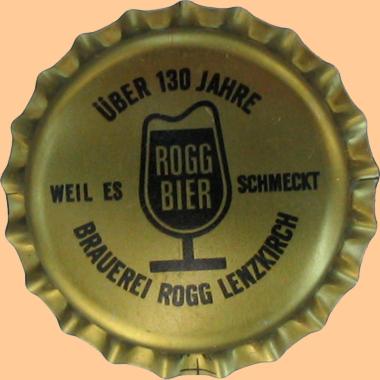 ÜBER 130 JAHRE
ROGG
BIER
WEIL ES SCHMECKT
BRAUEREI ROGG LENZKIRCH